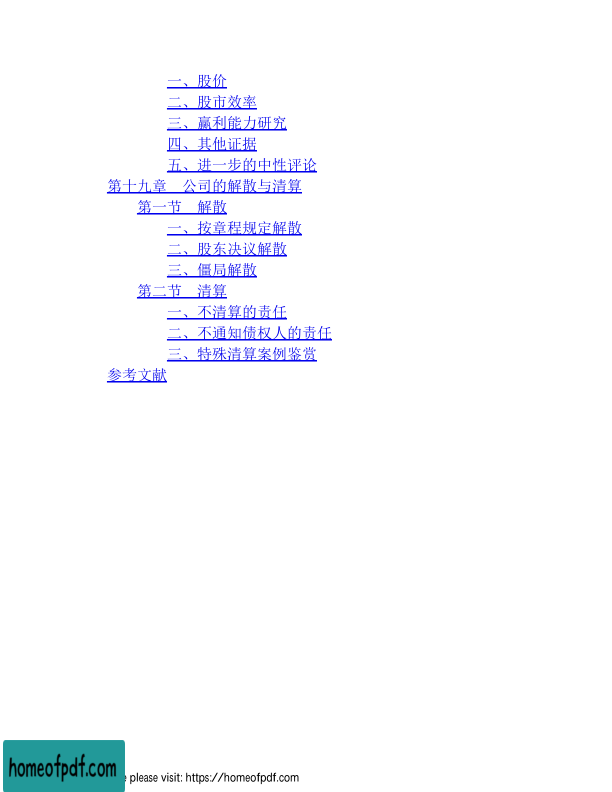 一、股价
二、股市效率
三、赢利能力研究
四、其他证据
五、进一步的中性评论
第十九章　公司的解散与清算
第一节　解散
一、按章程规定解散
二、股东决议解散
三、僵局解散
第二节　清算
一、不清算的责任
二、不通知债权人的责任
三、特殊清算案例鉴赏
参考文献
homeofpdf.com
please visit: https://homeofpdf.com